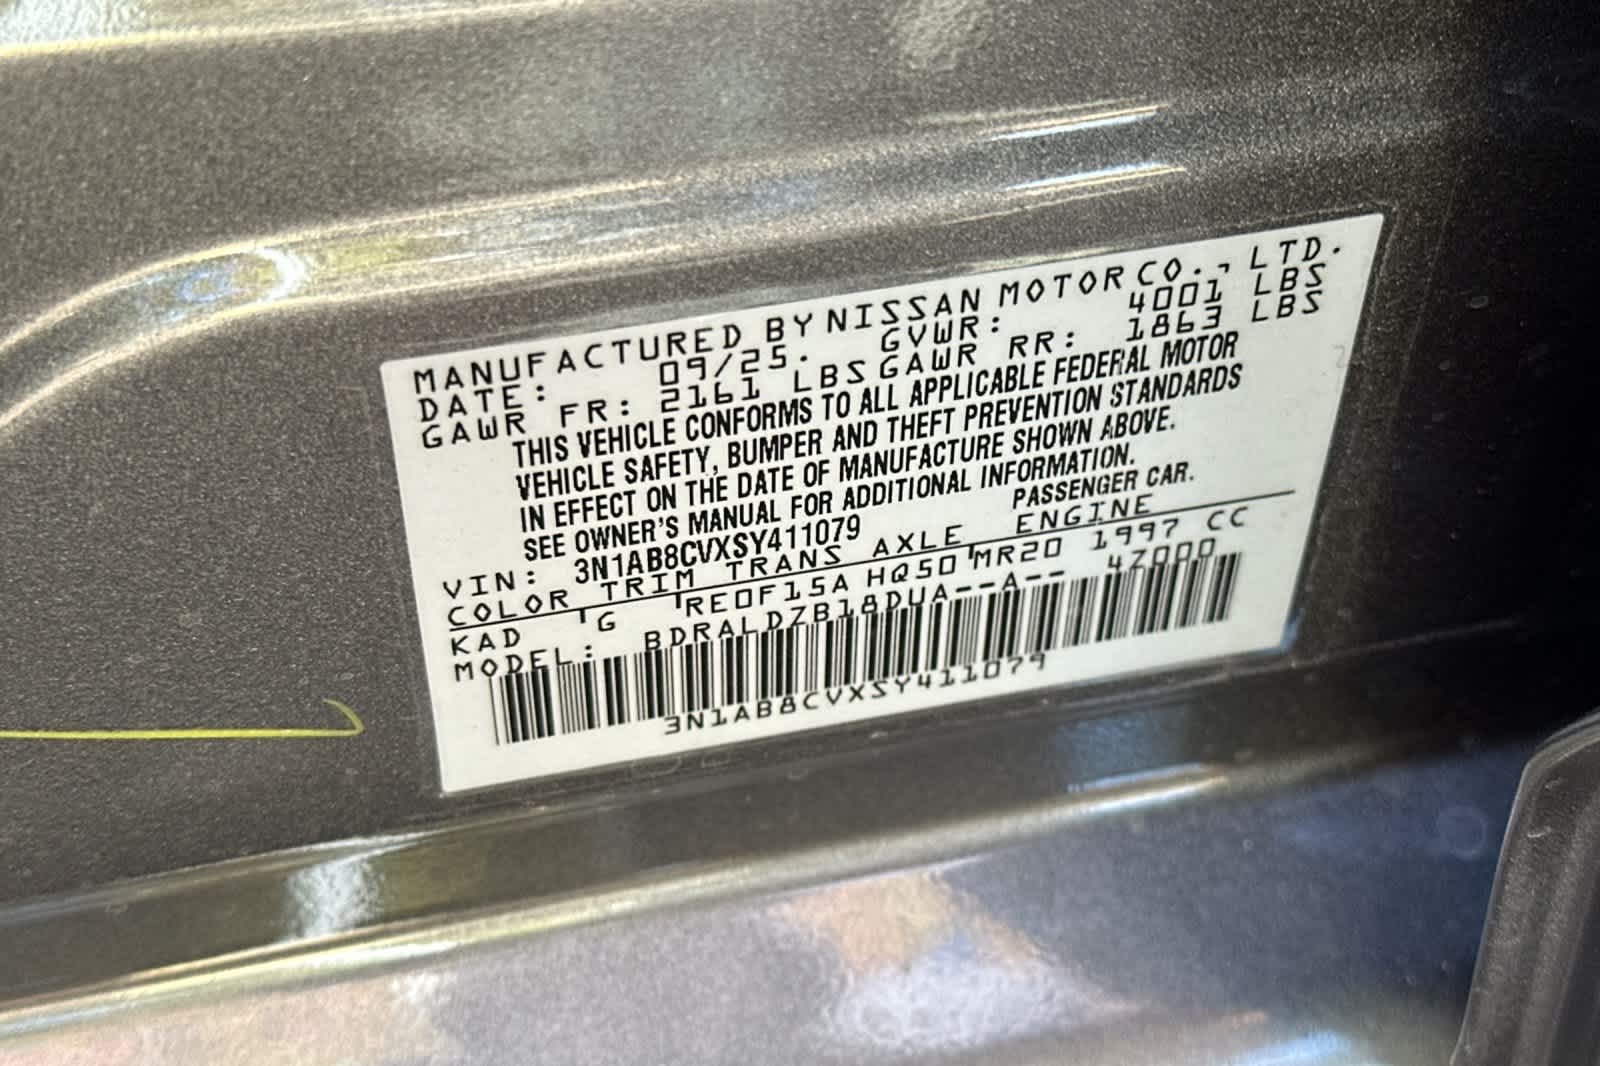 MANUFACTURED BY NISSAN MOTOR CO., LTD.
DATE: 09/25. GVWR: 4001 LBS
GAWR FR: 2161 LBS GAWR RR: 1863 LBS
THIS VEHICLE CONFORMS TO ALL APPLICABLE FEDERAL MOTOR
VEHICLE SAFETY, BUMPER AND THEFT PREVENTION STANDARDS
IN EFFECT ON THE DATE OF MANUFACTURE SHOWN ABOVE.
SEE OWNER'S MANUAL FOR ADDITIONAL INFORMATION.
VIN: 3N1AB8CVXSY411079 PASSENGER CAR.
COLOR TRIM TRANS AXLE ENGINE
KAD G RE0F15A HQ50 MR20 1997 CC
MODEL: BDRALDZB18DUA--A-- 4Z000
3N1AB8CVXSY411079